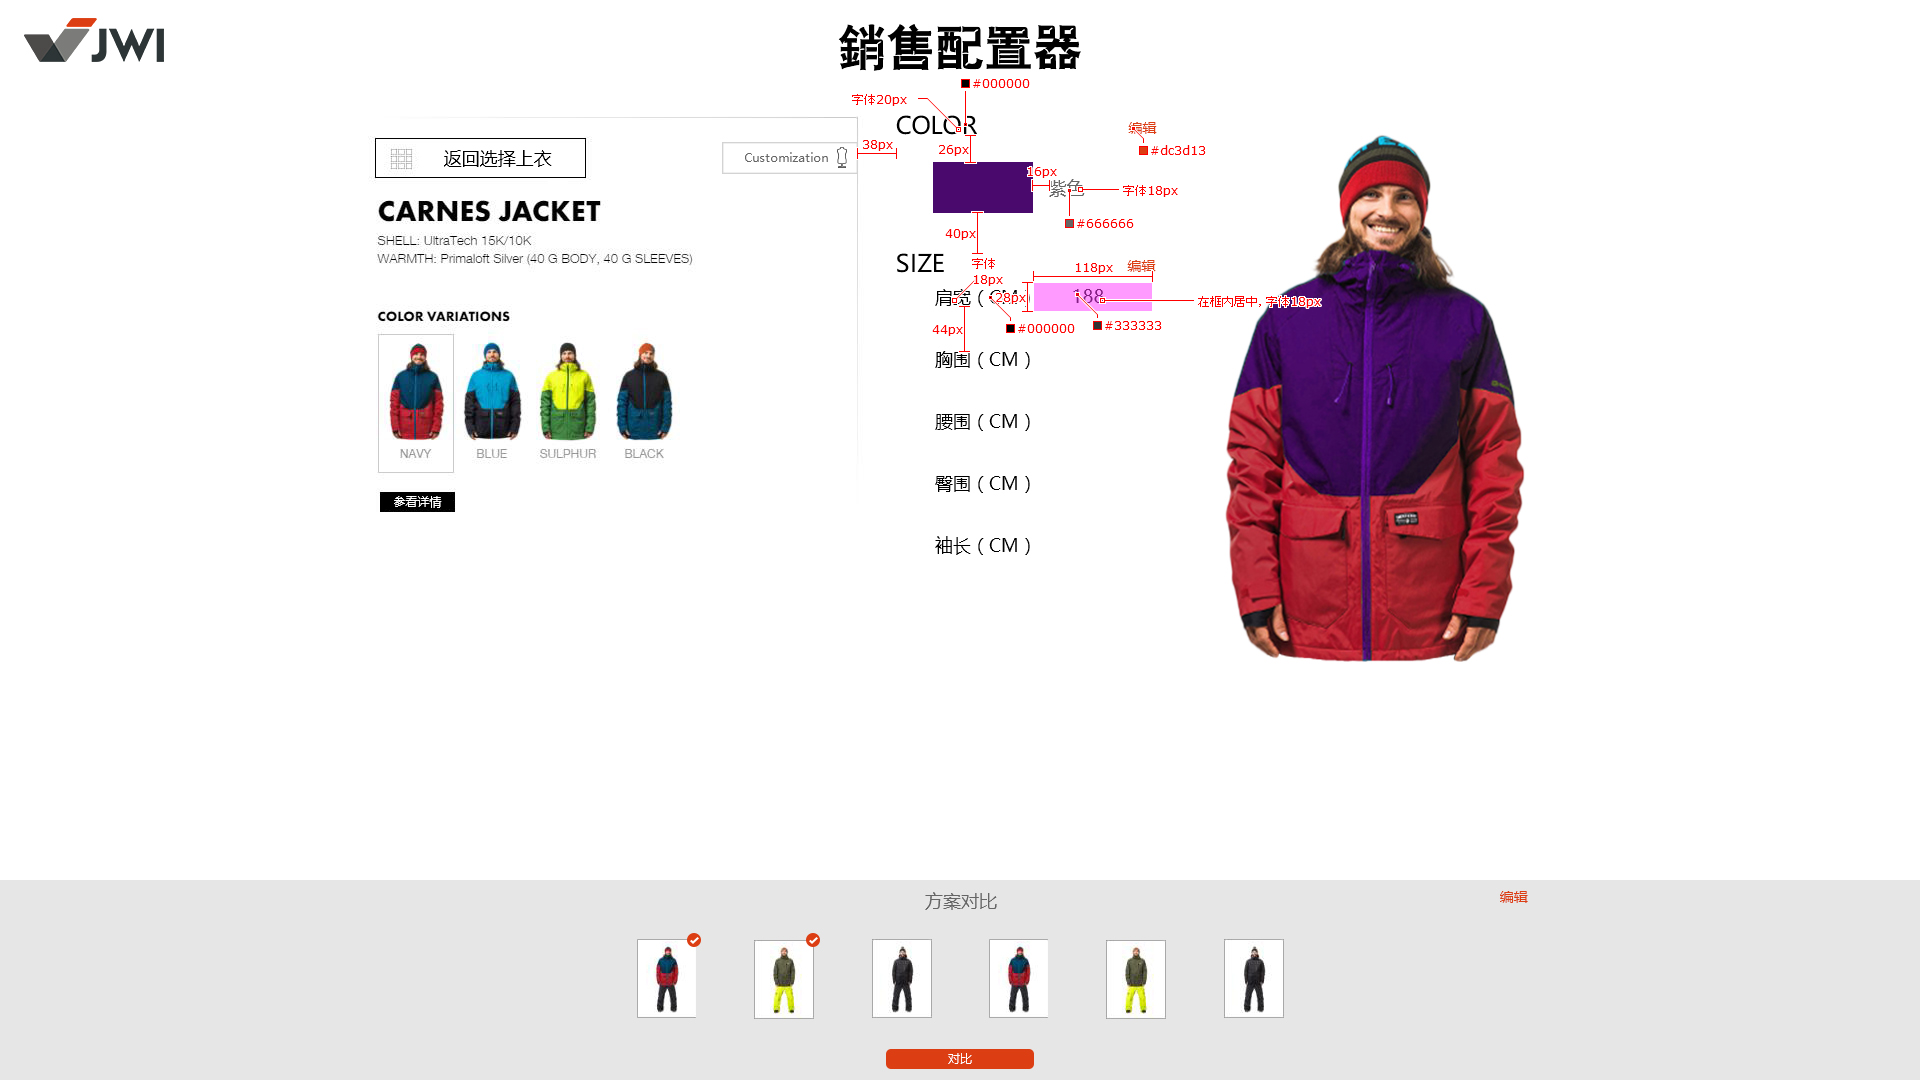 JWI
銷售配置器
#000000
字体20px
COLOR
编辑
38px
26px
#dc3d13
返回选择上衣
Customization
16px
紫色
字体18px
CARNES JACKET
#666666
40px
SHELL: UltraTech 15K/10K
WARMTH: Primaloft Silver (40 G BODY, 40 G SLEEVES)
SIZE
字体
18px
118px
编辑
肩宽（CM）
28px
188
在框内居中, 字体18px
#000000
#333333
44px
COLOR VARIATIONS
胸围（CM）
腰围（CM）
NAVY
BLUE
SULPHUR
BLACK
臀围（CM）
参看详情
袖长（CM）
方案对比
编辑
对比